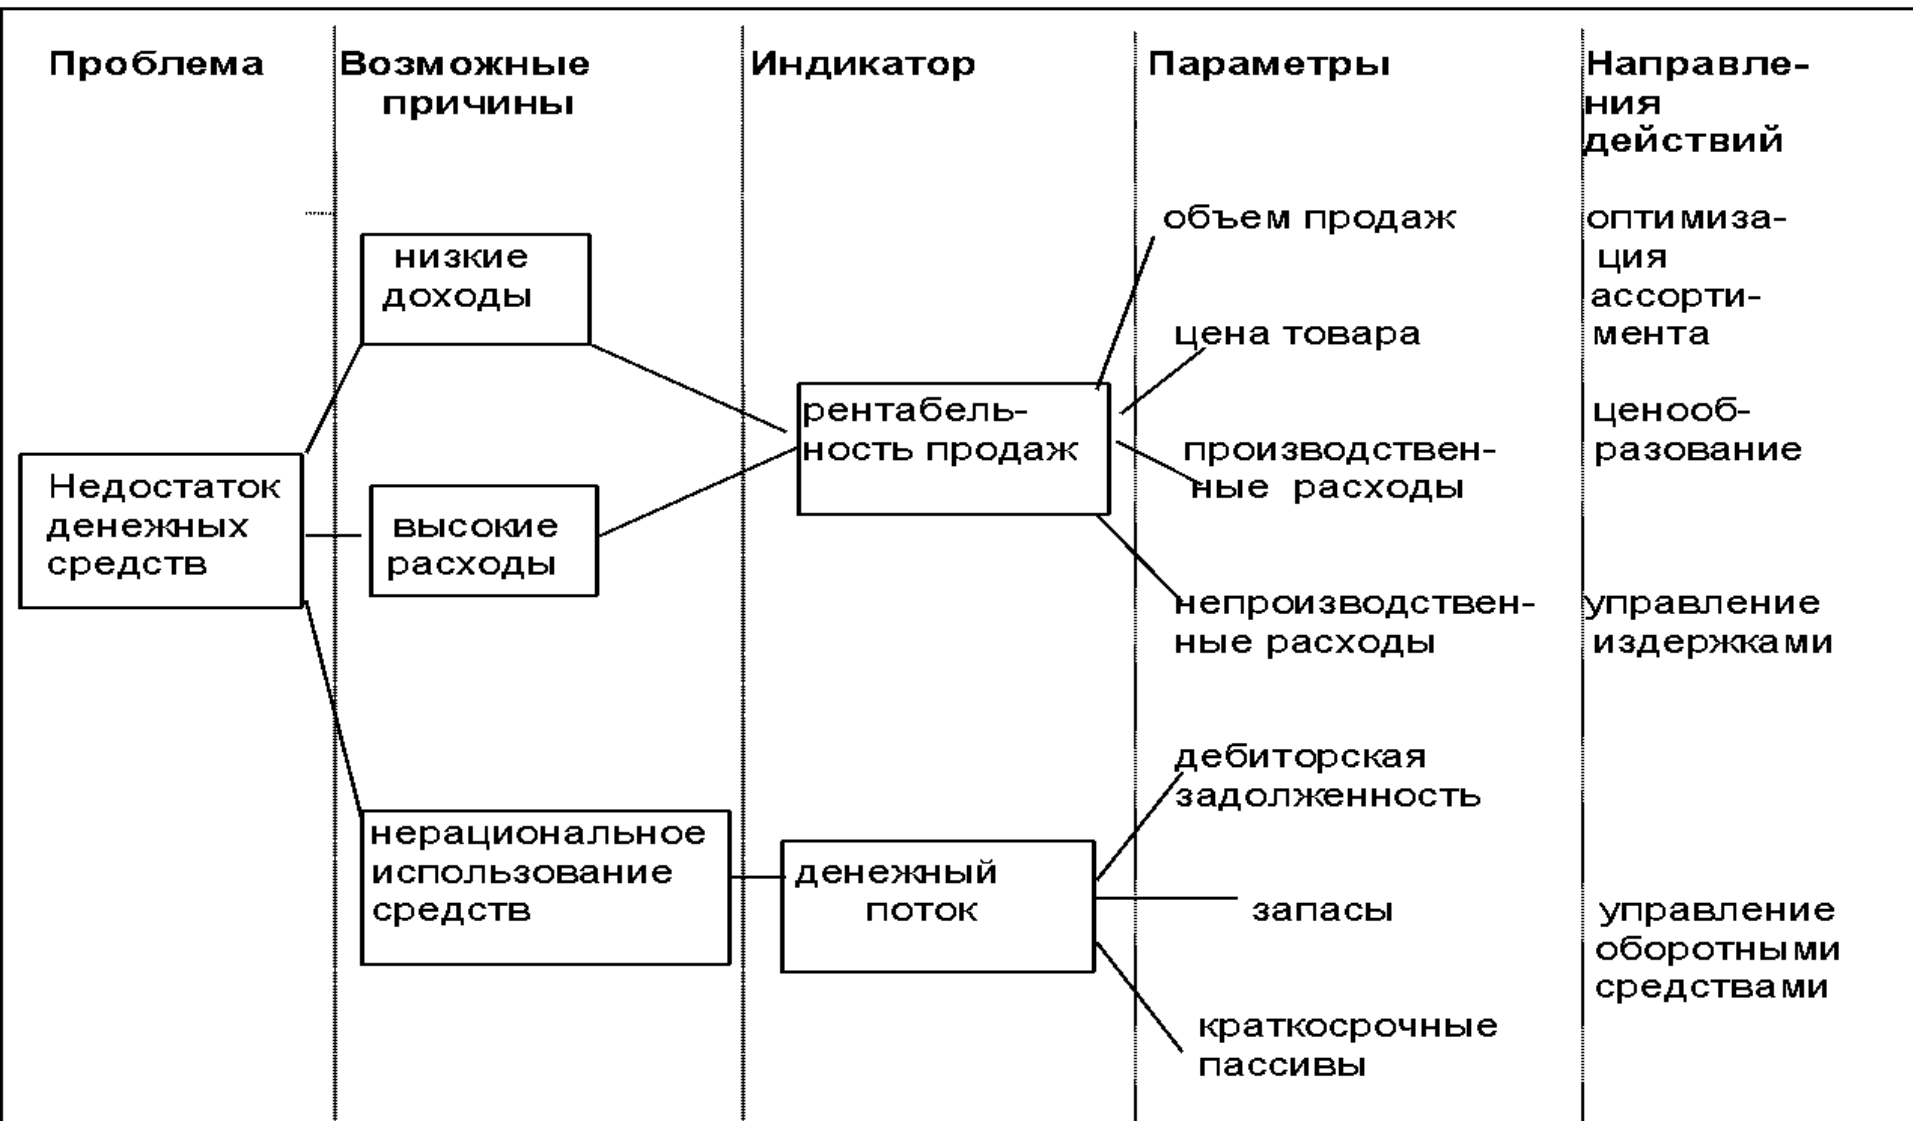 Проблема
Возможные
причины
Индикатор
Параметры
Направле-
ния
действий
Недостаток
денежных
средств
низкие
доходы
высокие
расходы
нерациональное
использование
средств
рентабель-
ность продаж
денежный
поток
объем продаж
цена товара
производствен-
ные расходы
непроизводствен-
ные расходы
дебиторская
задолженность
запасы
краткосрочные
пассивы
оптимиза-
ция
ассорти-
мента
ценооб-
разование
управление
издержками
управление
оборотными
средствами